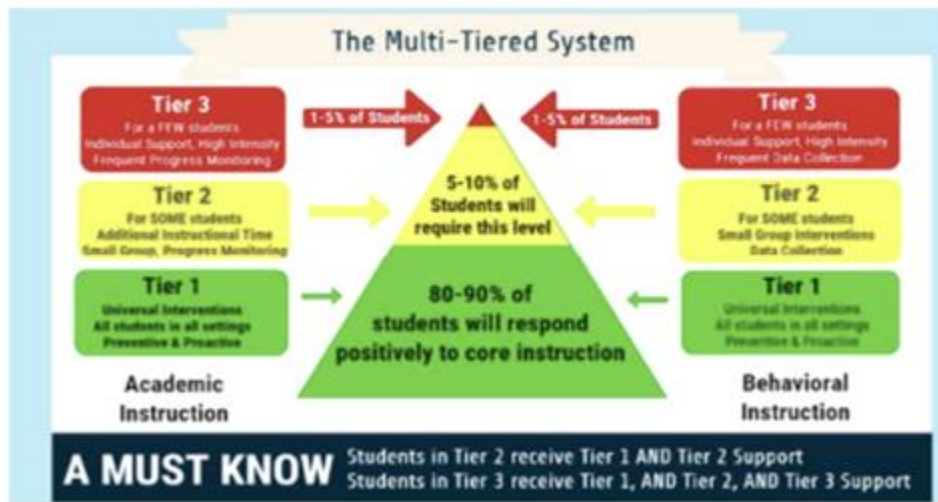 The Multi-Tiered System
Tier 3
For a FEW students
Individual Support, High Intensity
Frequent Progress Monitoring
1-5% of Students
1-5% of Students
Tier 3
For a FEW students
Individual Support, High Intensity
Frequent Data Collection
Tier 2
For SOME students
Additional Instructional Time
Small Group, Progress Monitoring
5-10% of
Students will
require this level
Tier 2
For SOME students
Small Group Interventions
Data Collection
Tier 1
Universal Interventions
All students in all settings
Preventive & Proactive
80-90% of
students will respond
positively to core instruction
Tier 1
Universal Interventions
All students in all settings
Preventive & Proactive
Academic
Instruction
Behavioral
Instruction
A MUST KNOW
Students in Tier 2 receive Tier 1 AND Tier 2 Support
Students in Tier 3 receive Tier 1, AND Tier 2, AND Tier 3 Support